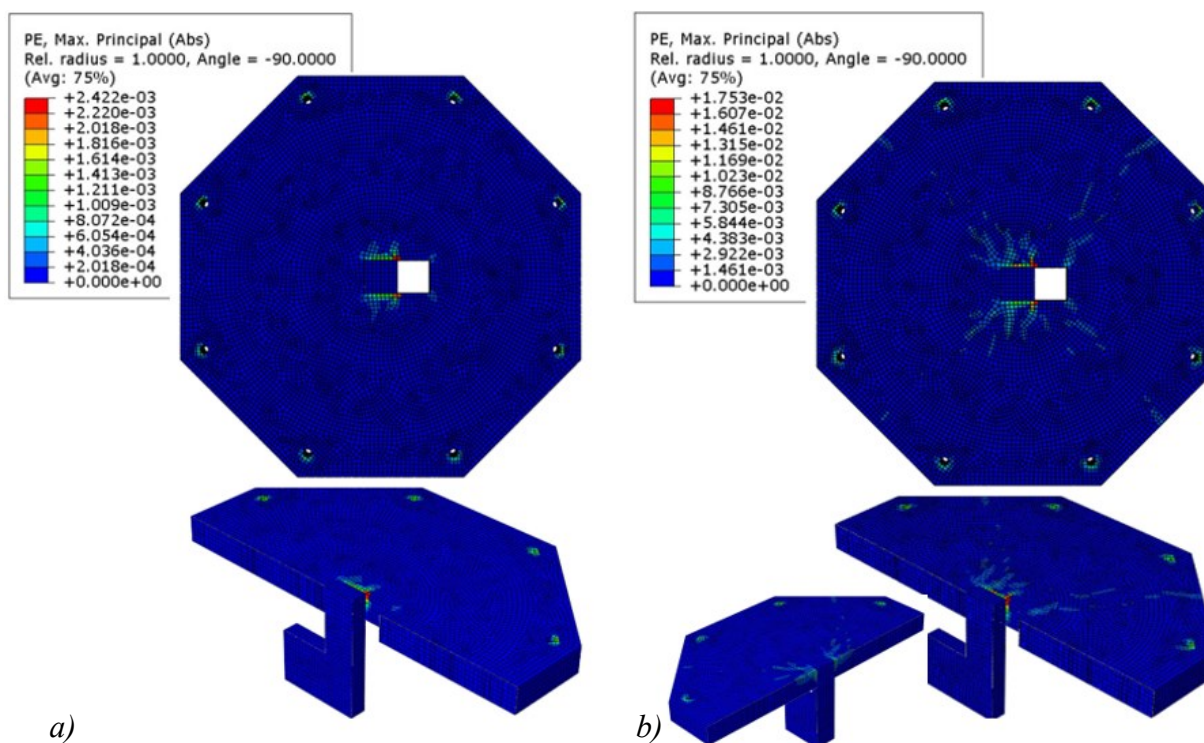 PE, Max. Principal (Abs)
Rel. radius = 1.0000, Angle = -90.0000
(Avg: 75%)
+2.422e-03
+2.220e-03
+2.018e-03
+1.816e-03
+1.614e-03
+1.413e-03
+1.211e-03
+1.009e-03
+8.072e-04
+6.054e-04
+4.036e-04
+2.018e-04
+0.000e+00
a)
PE, Max. Principal (Abs)
Rel. radius = 1.0000, Angle = -90.0000
(Avg: 75%)
+1.753e-02
+1.607e-02
+1.461e-02
+1.315e-02
+1.169e-02
+1.023e-02
+8.766e-03
+7.305e-03
+5.844e-03
+4.383e-03
+2.922e-03
+1.461e-03
+0.000e+00
b)